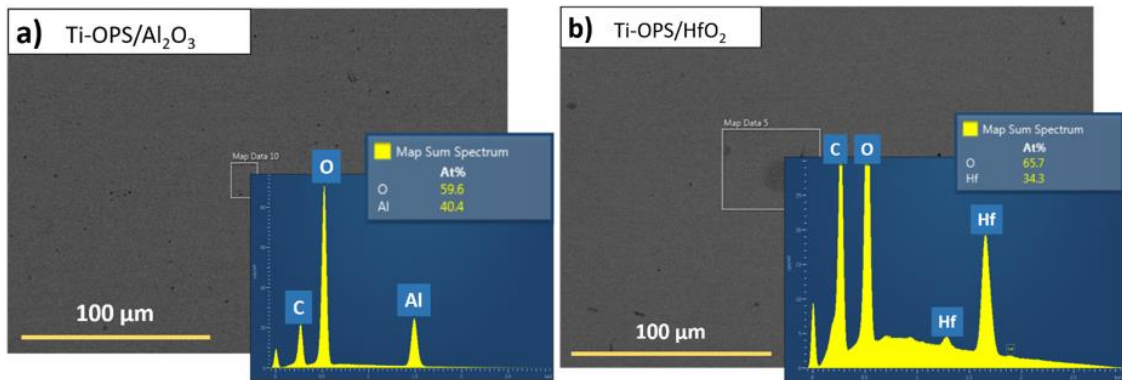 a) Ti-OPS/Al₂O₃
Map Data 10
Map Sum Spectrum
At%
O 59.6
Al 40.4
O
C
Al
100 µm
b) Ti-OPS/HfO₂
Map Data 5
Map Sum Spectrum
At%
O 65.7
Hf 34.3
C
O
Hf
Hf
100 µm